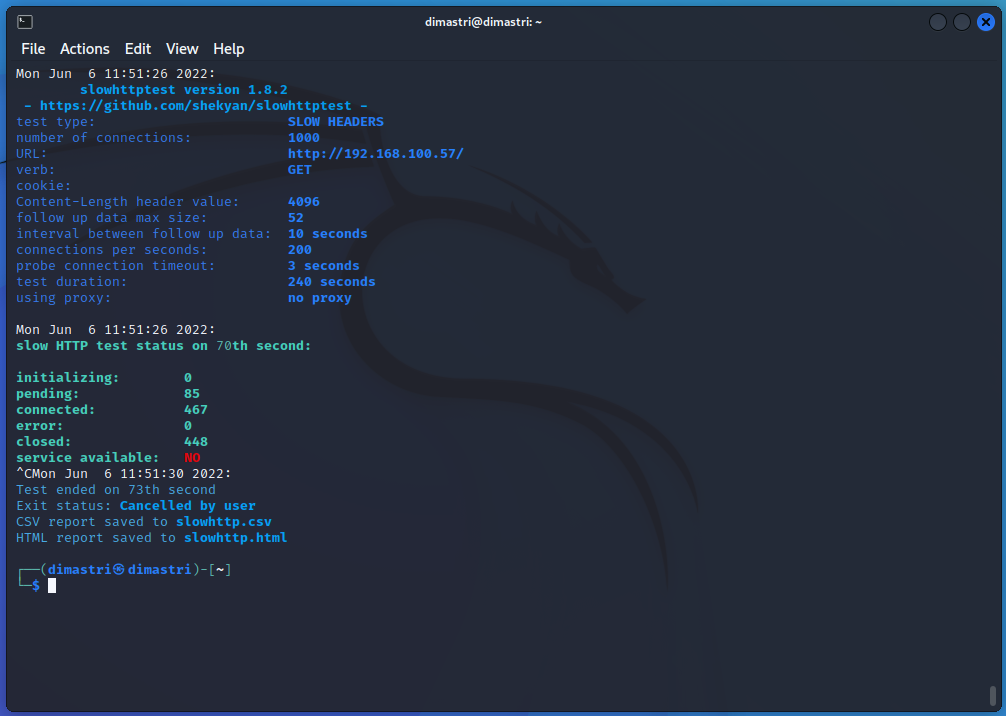 dimastri@dimastri: ~
File Actions Edit View Help
Mon Jun  6 11:51:26 2022:
        slowhttptest version 1.8.2
 - https://github.com/shekyan/slowhttptest -
test type:                        SLOW HEADERS
number of connections:            1000
URL:                              http://192.168.100.57/
verb:                             GET
cookie:
Content-Length header value:      4096
follow up data max size:          52
interval between follow up data:  10 seconds
connections per seconds:          200
probe connection timeout:         3 seconds
test duration:                    240 seconds
using proxy:                      no proxy
Mon Jun  6 11:51:26 2022:
slow HTTP test status on 70th second:
initializing:        0
pending:             85
connected:           467
error:               0
closed:              448
service available:   NO
^CMon Jun  6 11:51:30 2022:
Test ended on 73th second
Exit status: Cancelled by user
CSV report saved to slowhttp.csv
HTML report saved to slowhttp.html
┌──(dimastri㉿dimastri)-[~]
└─$